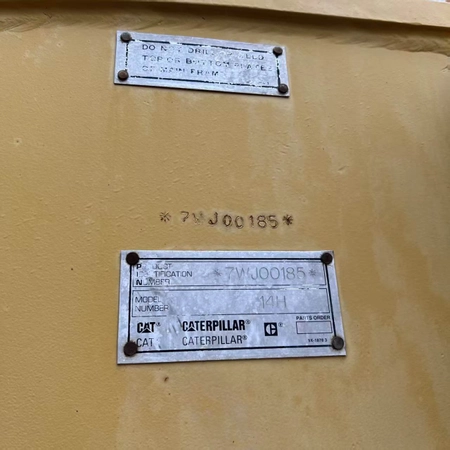 DO NOT DRILL WELD
TOP OR BOTTOM PLATE
OF MAIN FRAME
*7WJ00185*
PRODUCT
IDENTIFICATION
NUMBER
*7WJ00185*
MODEL
NUMBER
14H
PARTS ORDER
CAT® CATERPILLAR®
CAT CATERPILLAR®